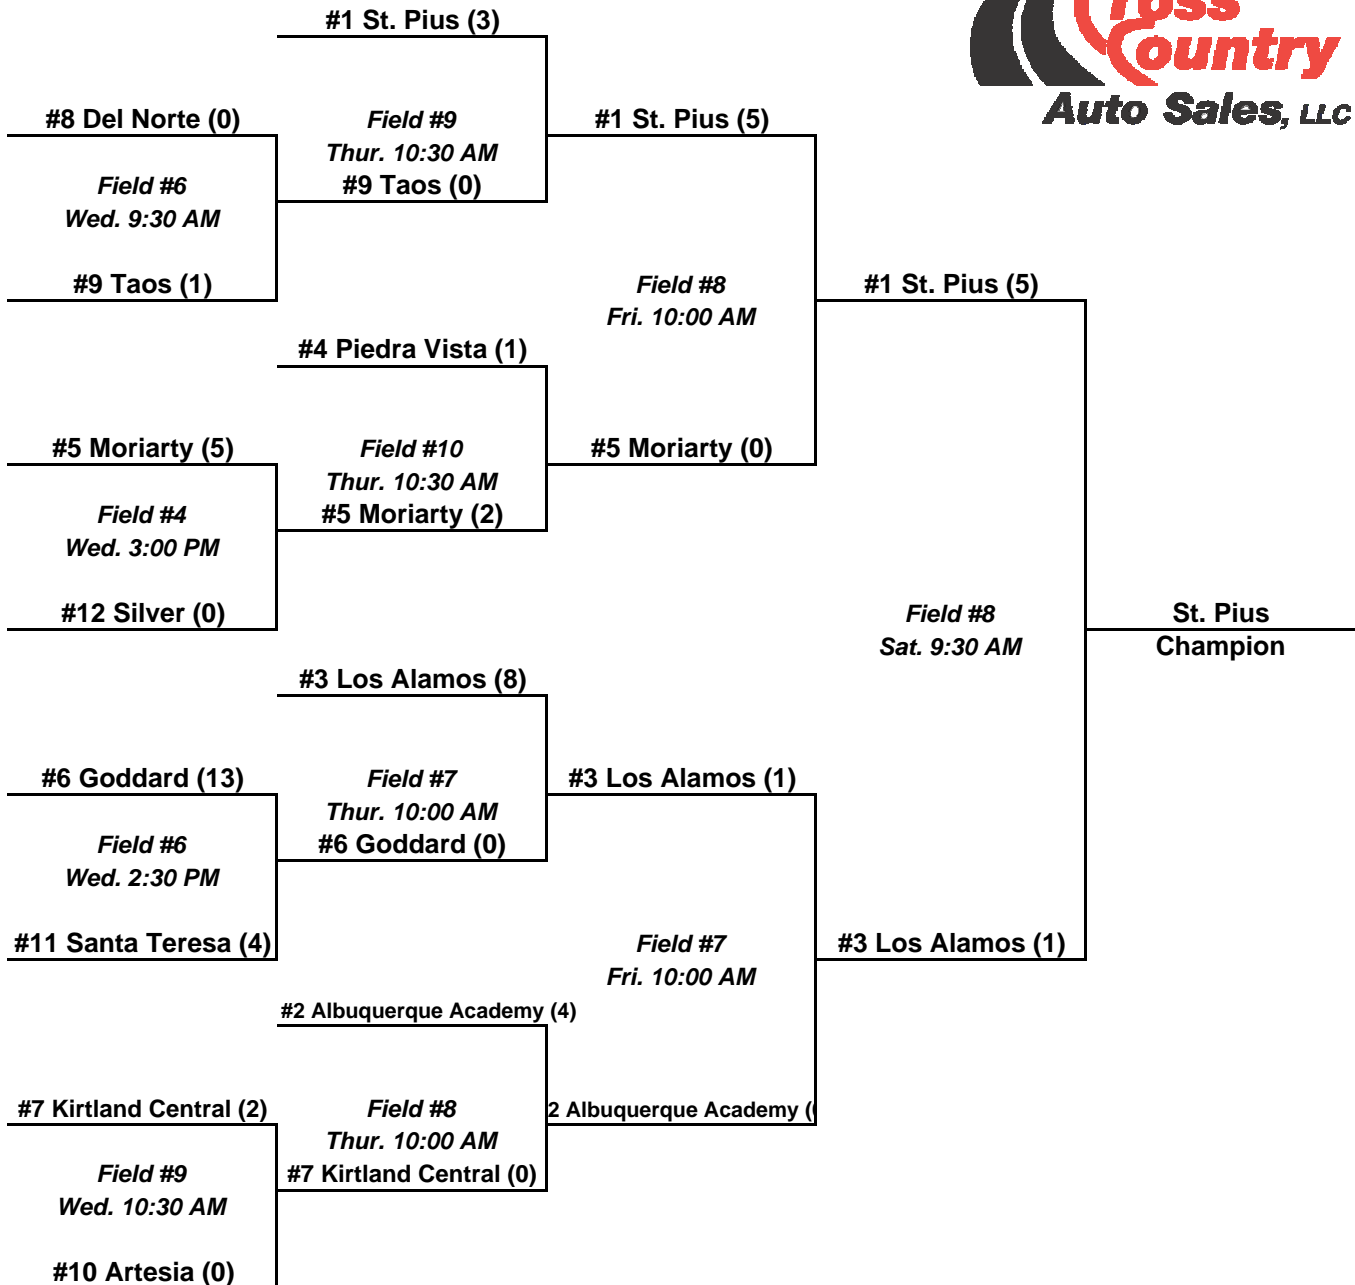 #1 St. Pius (3)
ross
ountry
Auto Sales, LLC
#8 Del Norte (0)
Field #9
#1 St. Pius (5)
Thur. 10:30 AM
Field #6
#9 Taos (0)
Wed. 9:30 AM
#9 Taos (1)
Field #8
#1 St. Pius (5)
Fri. 10:00 AM
#4 Piedra Vista (1)
#5 Moriarty (5)
Field #10
#5 Moriarty (0)
Thur. 10:30 AM
Field #4
#5 Moriarty (2)
Wed. 3:00 PM
#12 Silver (0)
Field #8
St. Pius
Sat. 9:30 AM
Champion
#3 Los Alamos (8)
#6 Goddard (13)
Field #7
#3 Los Alamos (1)
Thur. 10:00 AM
Field #6
#6 Goddard (0)
Wed. 2:30 PM
#11 Santa Teresa (4)
Field #7
#3 Los Alamos (1)
Fri. 10:00 AM
#2 Albuquerque Academy (4)
#7 Kirtland Central (2)
Field #8
2 Albuquerque Academy (
Thur. 10:00 AM
Field #9
#7 Kirtland Central (0)
Wed. 10:30 AM
#10 Artesia (0)